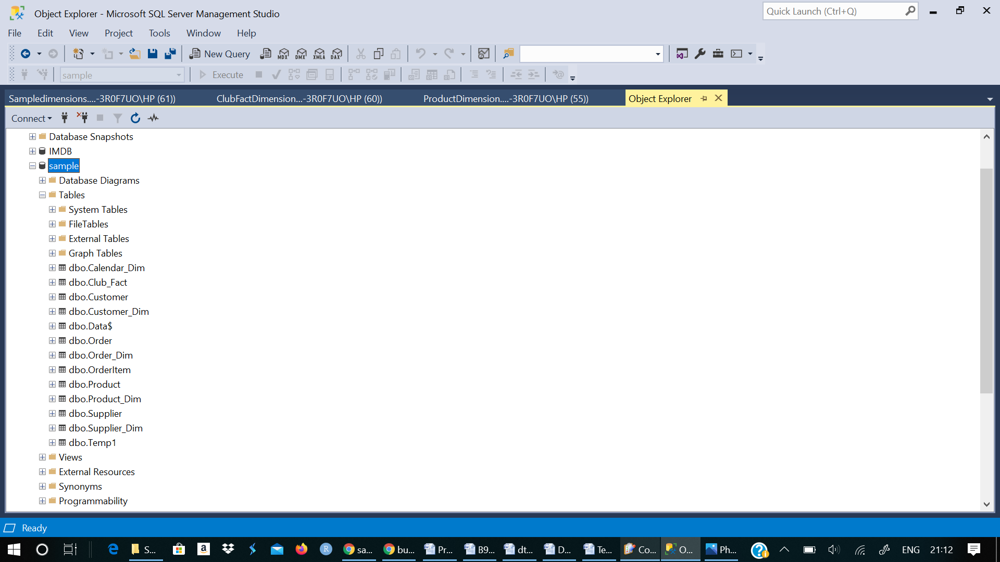 Object Explorer - Microsoft SQL Server Management Studio
Quick Launch (Ctrl+Q)
File Edit View Project Tools Window Help
New Query MDX DMX XMLA DAX
sample Execute
Sampledimensions....-3R0F7UO\HP (61)) ClubFactDimension...-3R0F7UO\HP (60)) ProductDimension....-3R0F7UO\HP (55)) Object Explorer
Connect
Database Snapshots
IMDB
sample
Database Diagrams
Tables
System Tables
FileTables
External Tables
Graph Tables
dbo.Calendar_Dim
dbo.Club_Fact
dbo.Customer
dbo.Customer_Dim
dbo.Data$
dbo.Order
dbo.Order_Dim
dbo.OrderItem
dbo.Product
dbo.Product_Dim
dbo.Supplier
dbo.Supplier_Dim
dbo.Temp1
Views
External Resources
Synonyms
Programmability
Ready
S... sa... bu... Pr... B9... dt... D... Te... Co... O... Ph... ENG 21:12